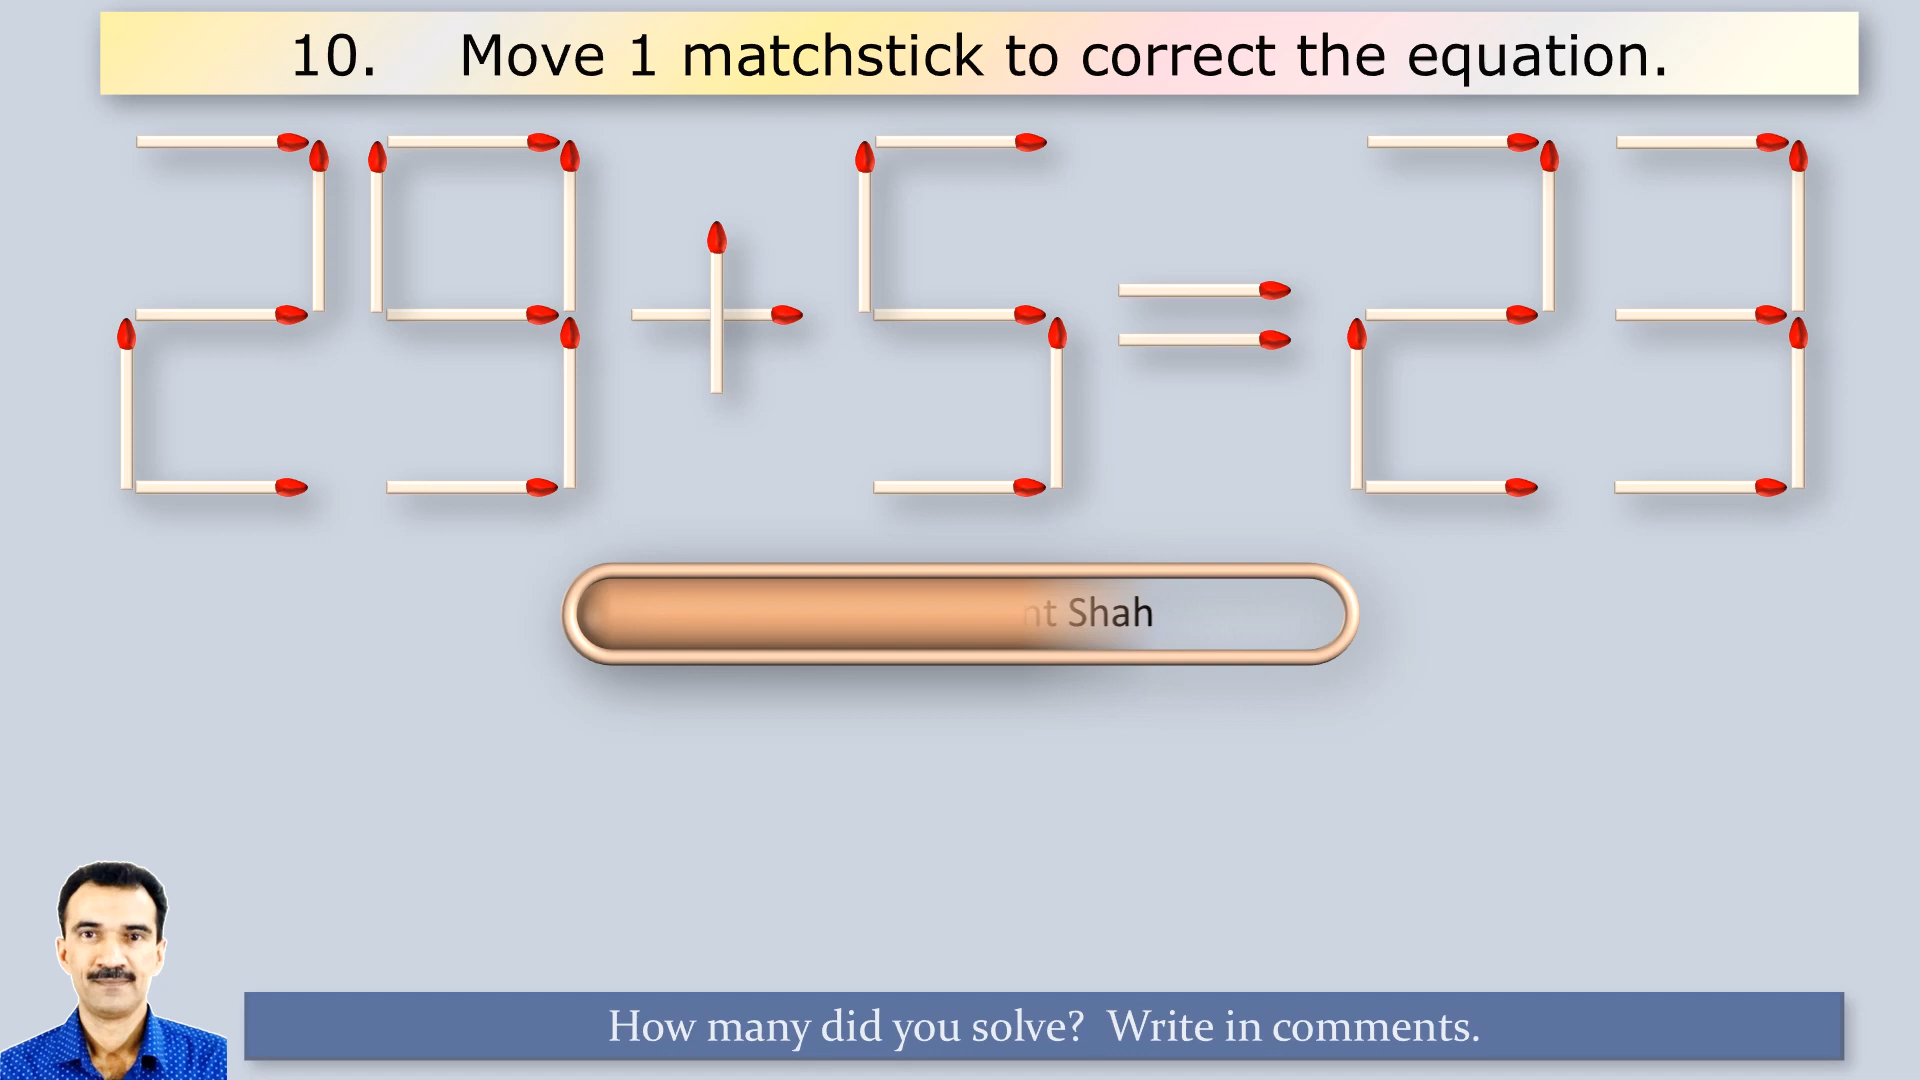 10. Move 1 matchstick to correct the equation.
29+5=23
nt Shah
How many did you solve? Write in comments.